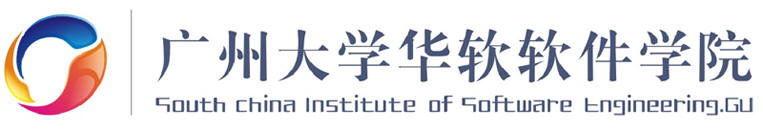 广州大学华软软件学院
South China Institute of Software Engineering.GU